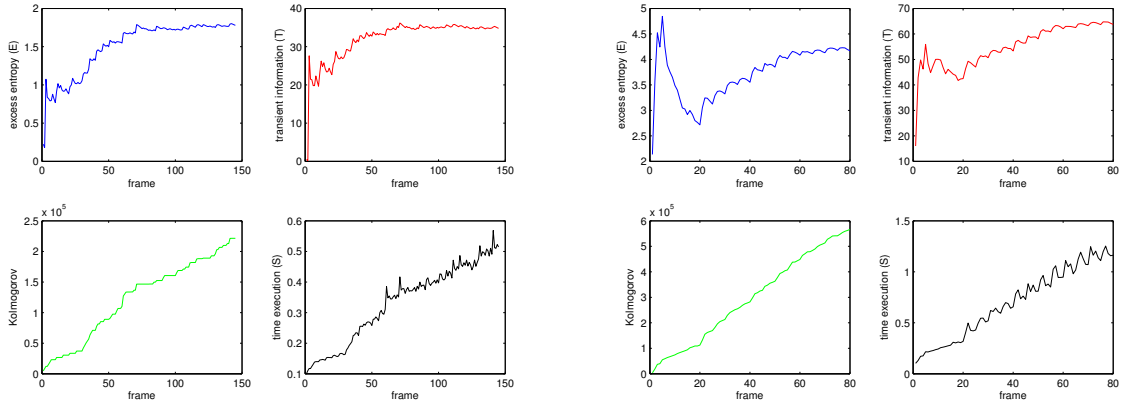 excess entropy (E)
2
1.5
1
0.5
0
0 50 100 150
frame
transient information (T)
40
30
20
10
0
0 50 100 150
frame
excess entropy (E)
5
4.5
4
3.5
3
2.5
2
0 20 40 60 80
frame
transient information (T)
70
60
50
40
30
20
10
0 20 40 60 80
frame
x 10^5
Kolmogorov
2.5
2
1.5
1
0.5
0
0 50 100 150
frame
time execution (S)
0.6
0.5
0.4
0.3
0.2
0.1
0 50 100 150
frame
x 10^5
Kolmogorov
6
5
4
3
2
1
0
0 20 40 60 80
frame
time execution (S)
1.5
1
0.5
0
0 20 40 60 80
frame